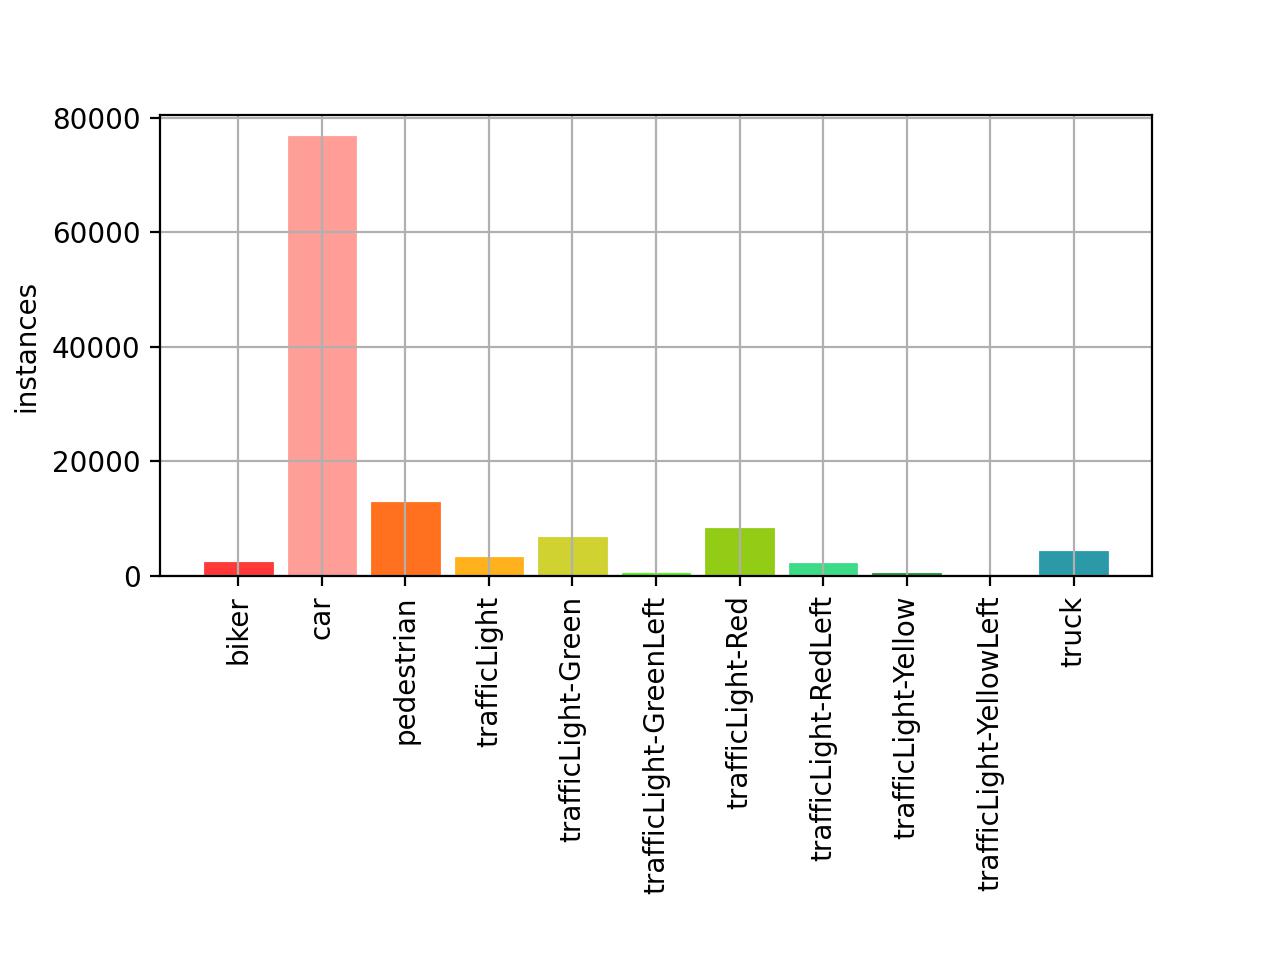 80000
60000
40000
20000
0
instances
biker
car
pedestrian
trafficLight
trafficLight-Green
trafficLight-GreenLeft
trafficLight-Red
trafficLight-RedLeft
trafficLight-Yellow
trafficLight-YellowLeft
truck